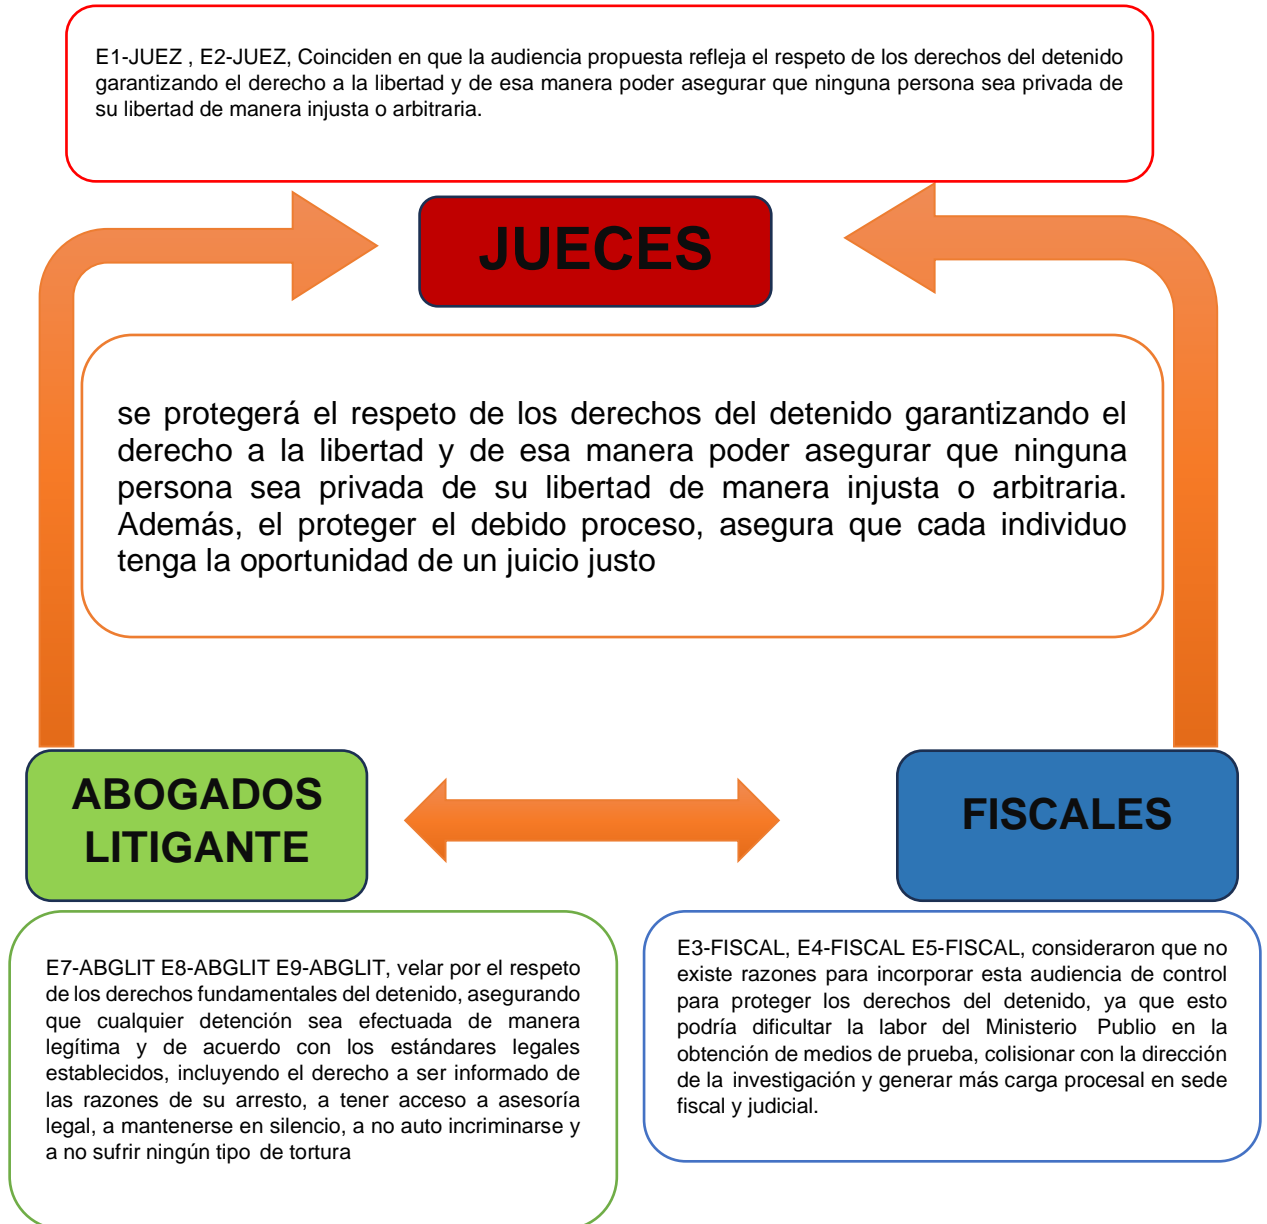 E1-JUEZ , E2-JUEZ, Coinciden en que la audiencia propuesta refleja el respeto de los derechos del detenido
garantizando el derecho a la libertad y de esa manera poder asegurar que ninguna persona sea privada de
su libertad de manera injusta o arbitraria.
JUECES
se protegerá el respeto de los derechos del detenido garantizando el
derecho a la libertad y de esa manera poder asegurar que ninguna
persona sea privada de su libertad de manera injusta o arbitraria.
Además, el proteger el debido proceso, asegura que cada individuo
tenga la oportunidad de un juicio justo
ABOGADOS
LITIGANTE
FISCALES
E7-ABGLIT E8-ABGLIT E9-ABGLIT, velar por el respeto
de los derechos fundamentales del detenido, asegurando
que cualquier detención sea efectuada de manera
legítima y de acuerdo con los estándares legales
establecidos, incluyendo el derecho a ser informado de
las razones de su arresto, a tener acceso a asesoría
legal, a mantenerse en silencio, a no auto incriminarse y
a no sufrir ningún tipo de tortura
E3-FISCAL, E4-FISCAL E5-FISCAL, consideraron que no
existe razones para incorporar esta audiencia de control
para proteger los derechos del detenido, ya que esto
podría dificultar la labor del Ministerio Publio en la
obtención de medios de prueba, colisionar con la dirección
de la investigación y generar más carga procesal en sede
fiscal y judicial.